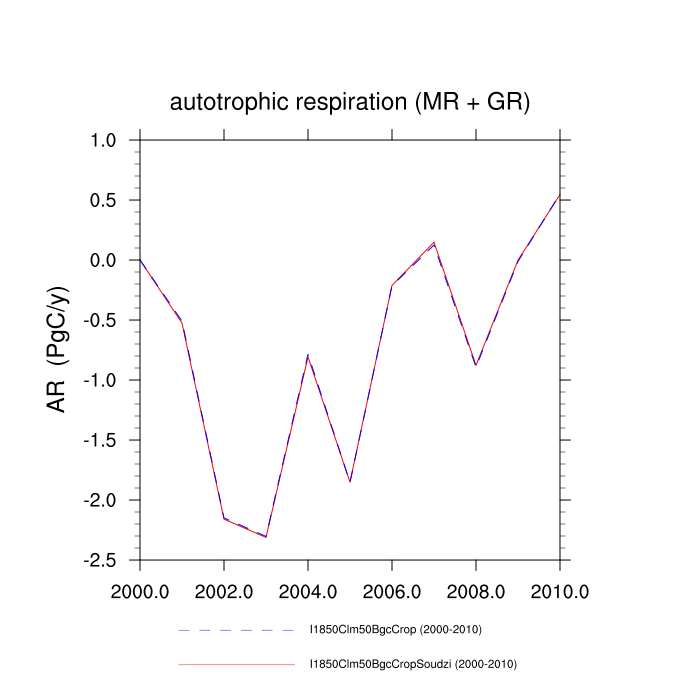 autotrophic respiration (MR + GR)
1.0
0.5
0.0
-0.5
-1.0
-1.5
-2.0
-2.5
AR (PgC/y)
2000.0 2002.0 2004.0 2006.0 2008.0 2010.0
I1850Clm50BgcCrop (2000-2010)
I1850Clm50BgcCropSoudzi (2000-2010)